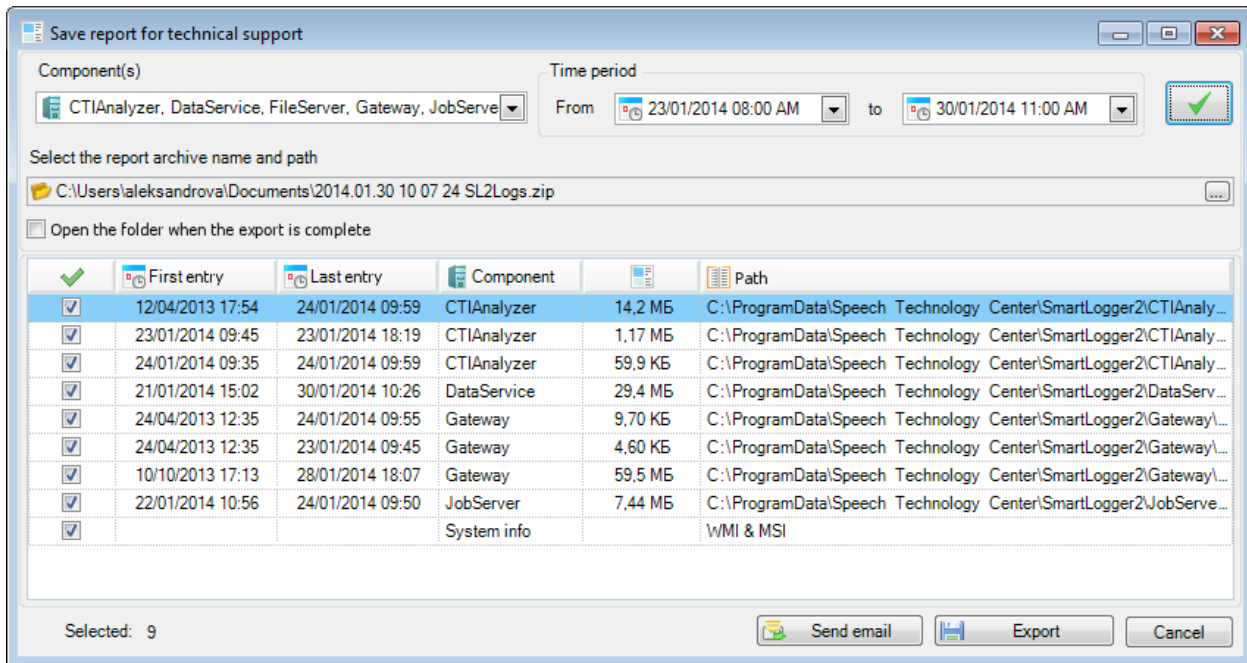 Save report for technical support
Component(s) Time period
CTIAnalyzer, DataService, FileServer, Gateway, JobServe From 23/01/2014 08:00 AM to 30/01/2014 11:00 AM
Select the report archive name and path
C:\Users\aleksandrova\Documents\2014.01.30 10 07 24 SL2Logs.zip ...
Open the folder when the export is complete
First entry Last entry Component Path
12/04/2013 17:54 24/01/2014 09:59 CTIAnalyzer 14,2 МБ C:\ProgramData\Speech Technology Center\SmartLogger2\CTIAnaly...
23/01/2014 09:45 23/01/2014 18:19 CTIAnalyzer 1,17 МБ C:\ProgramData\Speech Technology Center\SmartLogger2\CTIAnaly...
24/01/2014 09:35 24/01/2014 09:59 CTIAnalyzer 59,9 КБ C:\ProgramData\Speech Technology Center\SmartLogger2\CTIAnaly...
21/01/2014 15:02 30/01/2014 10:26 DataService 29,4 МБ C:\ProgramData\Speech Technology Center\SmartLogger2\DataServ...
24/04/2013 12:35 24/01/2014 09:55 Gateway 9,70 КБ C:\ProgramData\Speech Technology Center\SmartLogger2\Gateway\...
24/04/2013 12:35 23/01/2014 09:45 Gateway 4,60 КБ C:\ProgramData\Speech Technology Center\SmartLogger2\Gateway\...
10/10/2013 17:13 28/01/2014 18:07 Gateway 59,5 МБ C:\ProgramData\Speech Technology Center\SmartLogger2\Gateway\...
22/01/2014 10:56 24/01/2014 09:50 JobServer 7,44 МБ C:\ProgramData\Speech Technology Center\SmartLogger2\JobServe...
System info WMI & MSI
Selected: 9 Send email Export Cancel